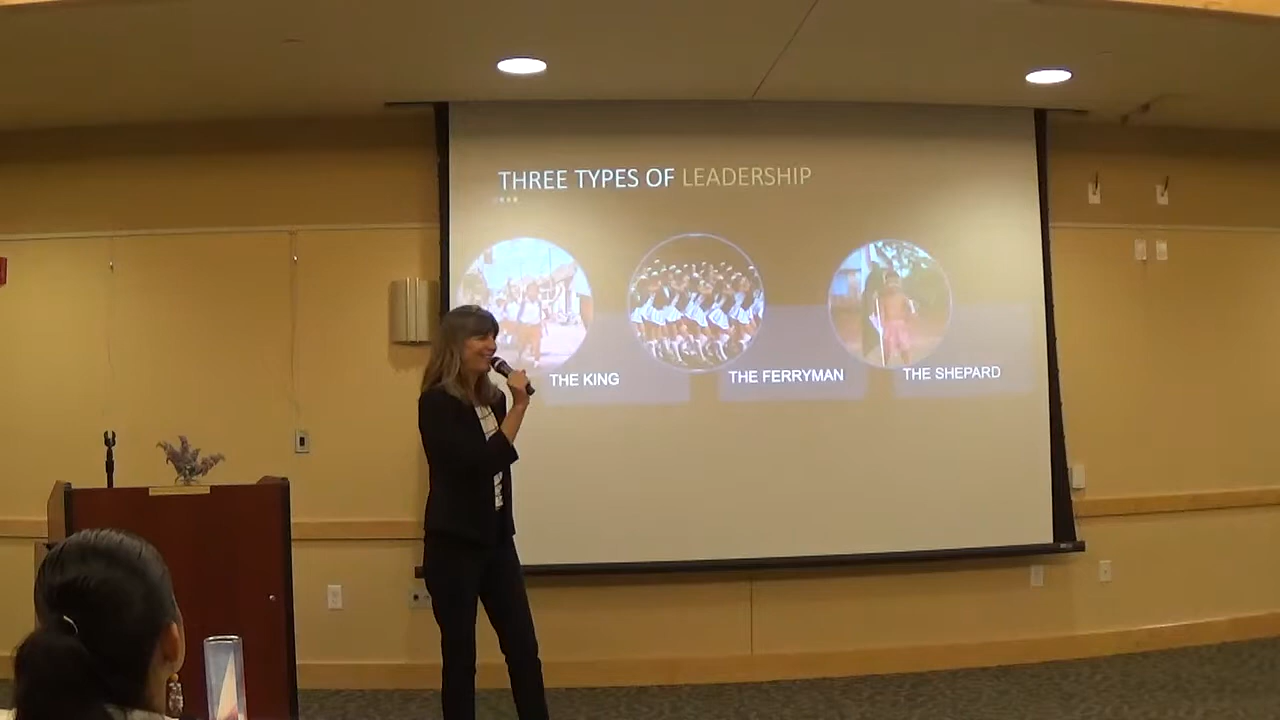 THREE TYPES OF LEADERSHIP
THE KING
THE FERRYMAN
THE SHEPARD